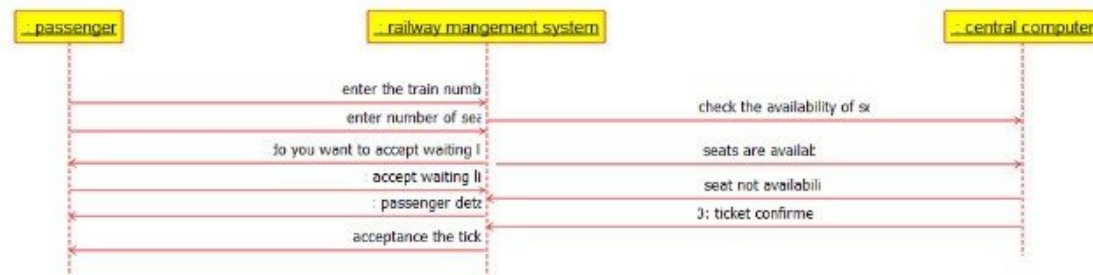 : passenger
: railway mangement system
: central computer
enter the train numb
check the availability of se
enter number of sea
do you want to accept waiting l
seats are availab
: accept waiting li
seat not availabili
: passenger deta
0: ticket confirme
acceptance the tick